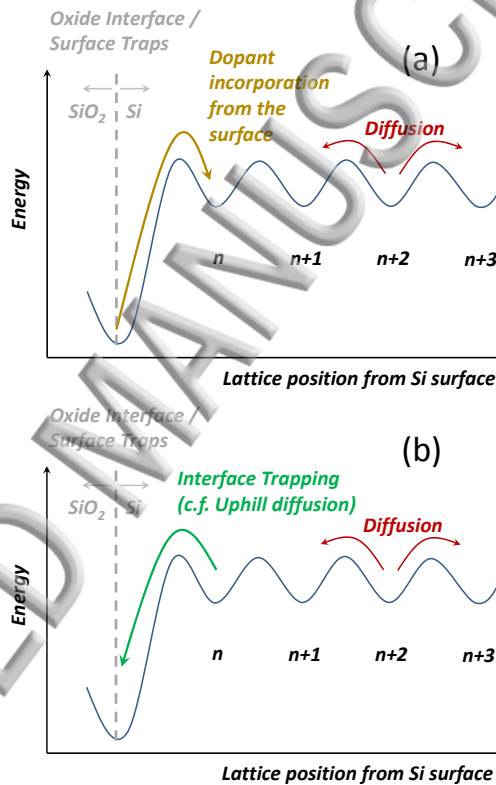 Oxide Interface /
Surface Traps
(a)
Dopant
incorporation
from the
surface
SiO2 Si
Diffusion
Energy
n n+1 n+2 n+3
Lattice position from Si surface
Oxide Interface /
Surface Traps
(b)
Interface Trapping
(c.f. Uphill diffusion)
SiO2 Si
Diffusion
Energy
n n+1 n+2 n+3
Lattice position from Si surface
D MANUSC